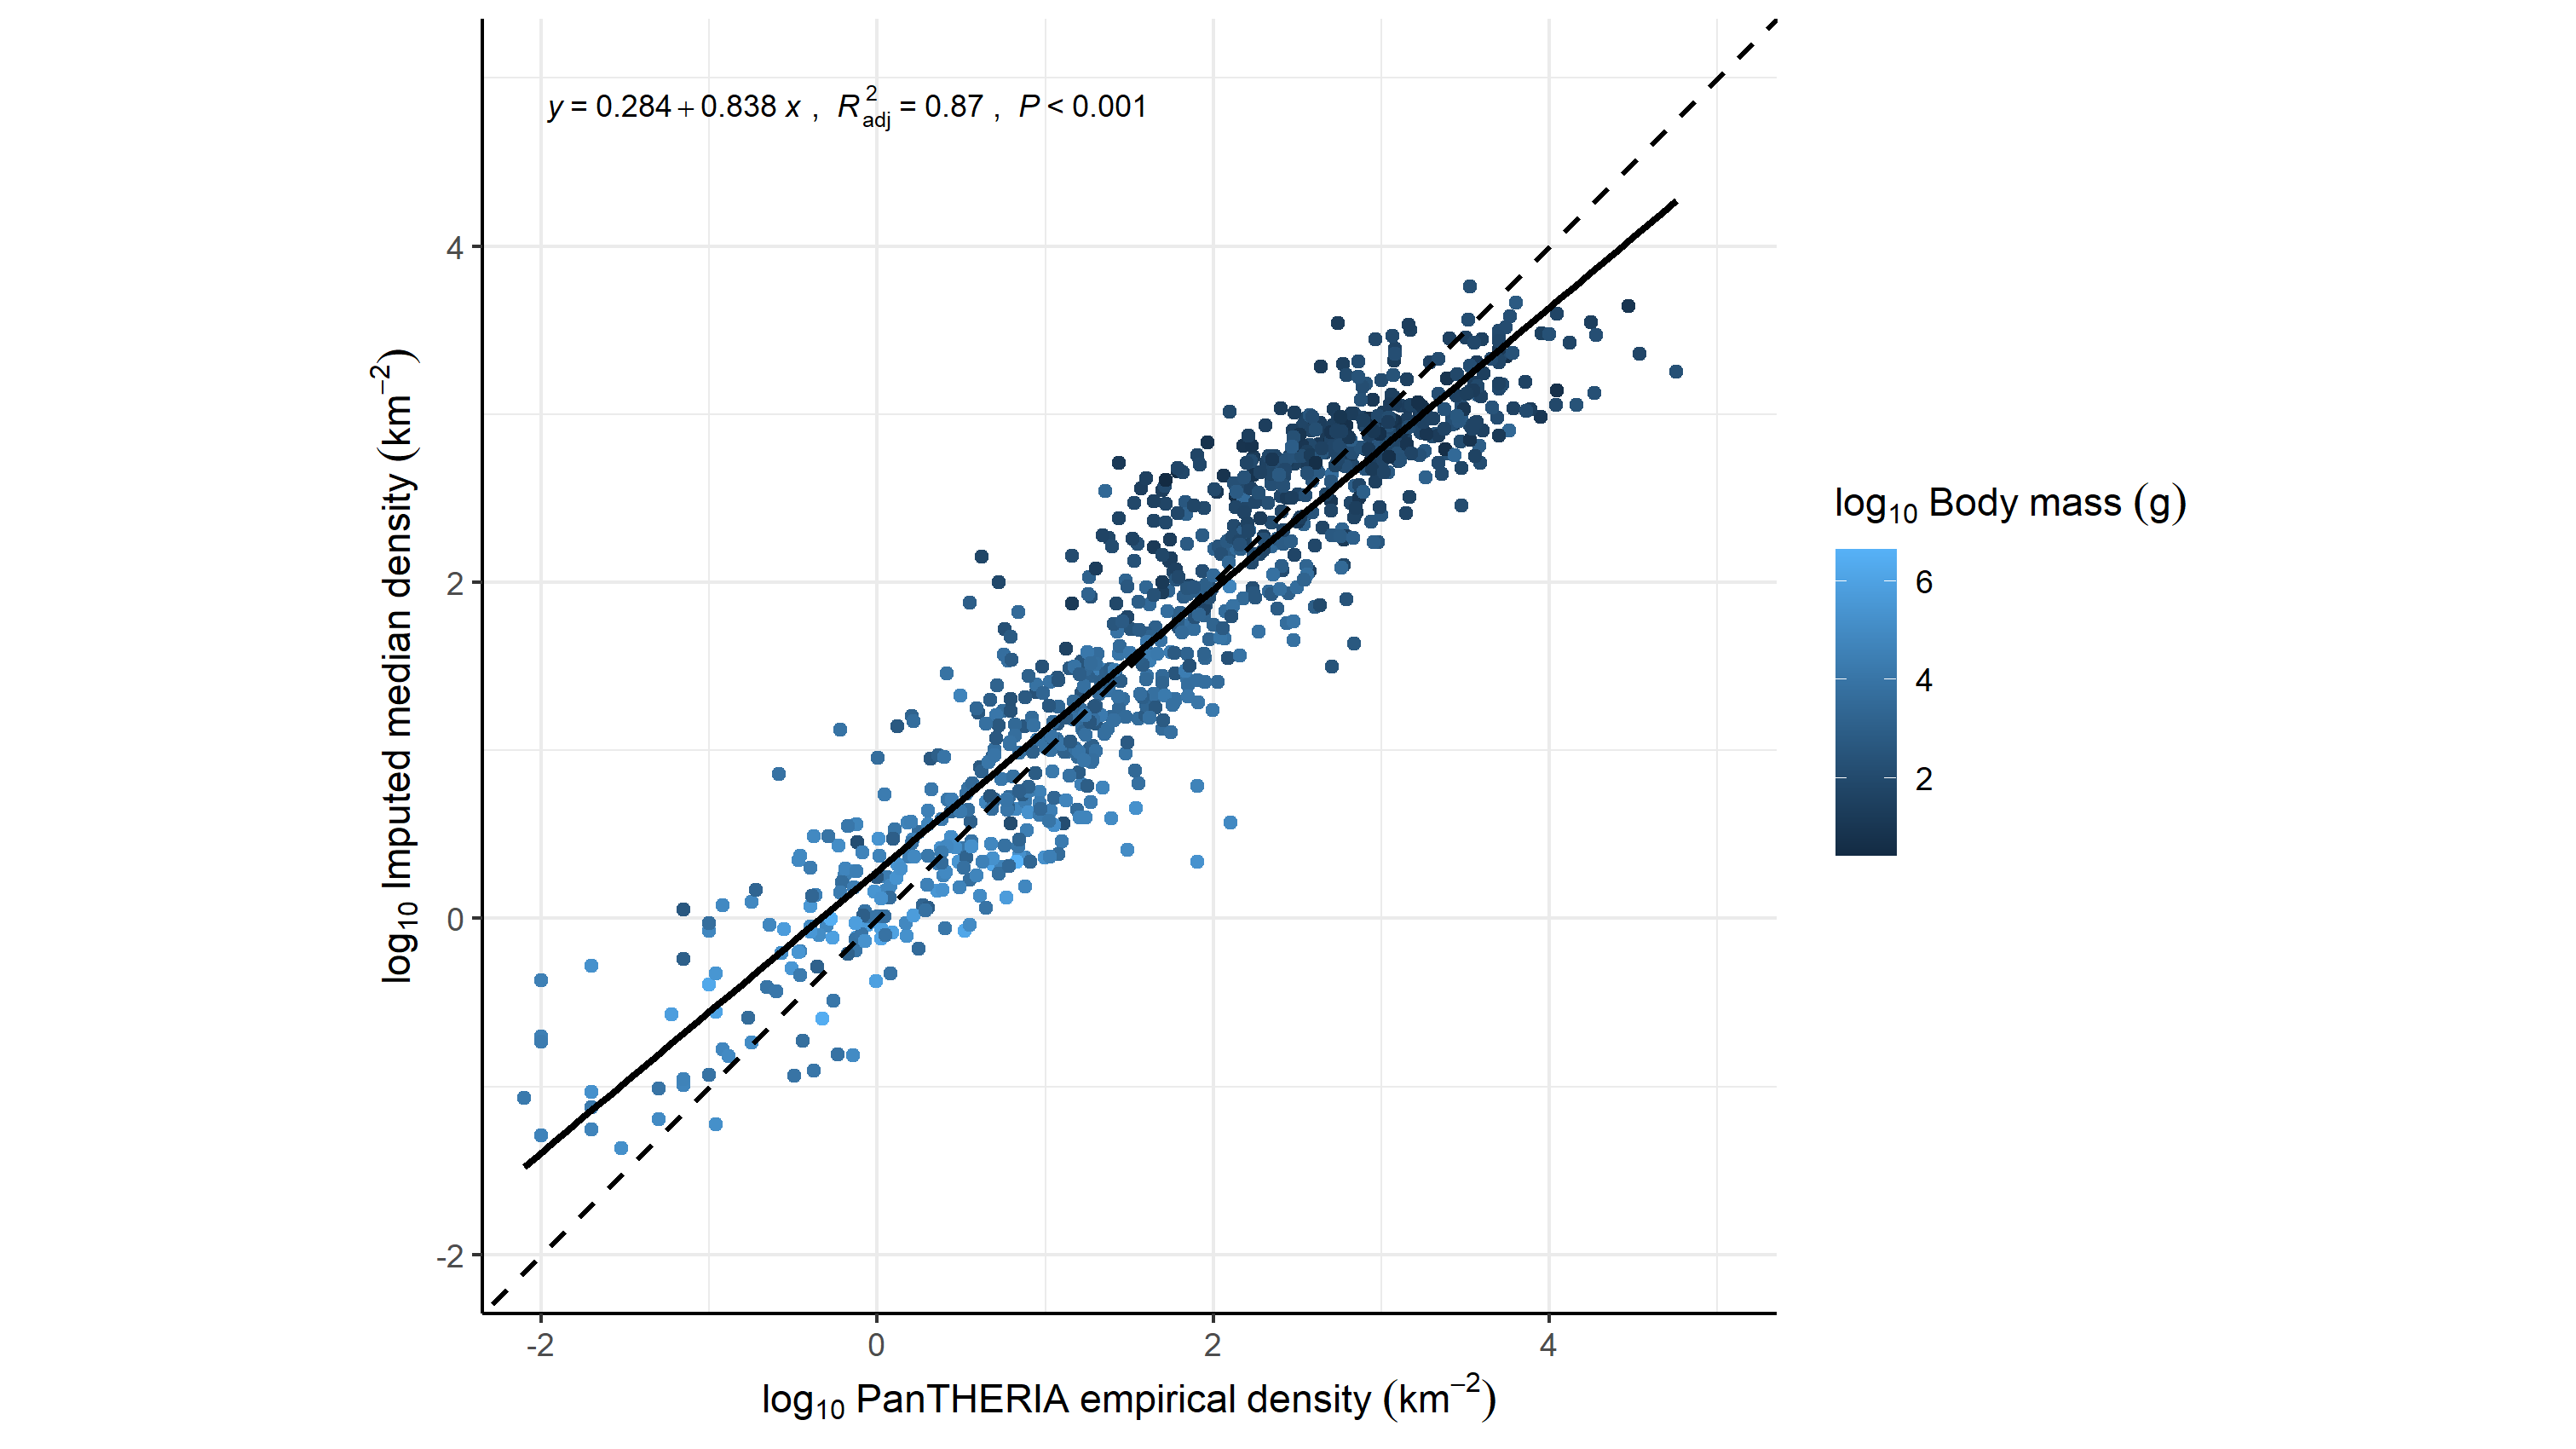 y = 0.284 + 0.838 x , R²adj = 0.87 , P < 0.001
4
2
0
-2
log₁₀ Imputed median density (km⁻²)
-2 0 2 4
log₁₀ PanTHERIA empirical density (km⁻²)
log₁₀ Body mass (g)
6
4
2